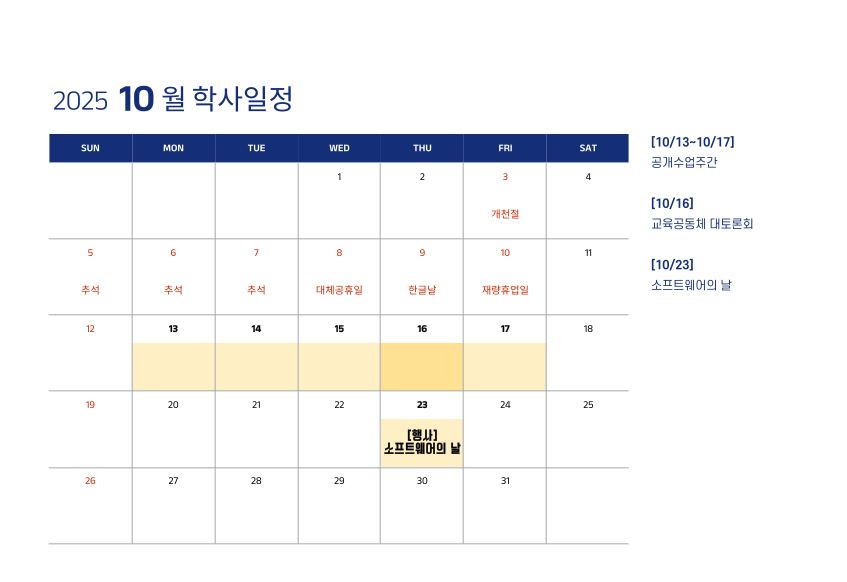 2025 10 월 학사일정
SUN MON TUE WED THU FRI SAT
1 2 3 4
개천절
5 6 7 8 9 10 11
추석 추석 추석 대체공휴일 한글날 재량휴업일
12 13 14 15 16 17 18
19 20 21 22 23 24 25
[행사]
소프트웨어의 날
26 27 28 29 30 31
[10/13~10/17]
공개수업주간
[10/16]
교육공동체 대토론회
[10/23]
소프트웨어의 날